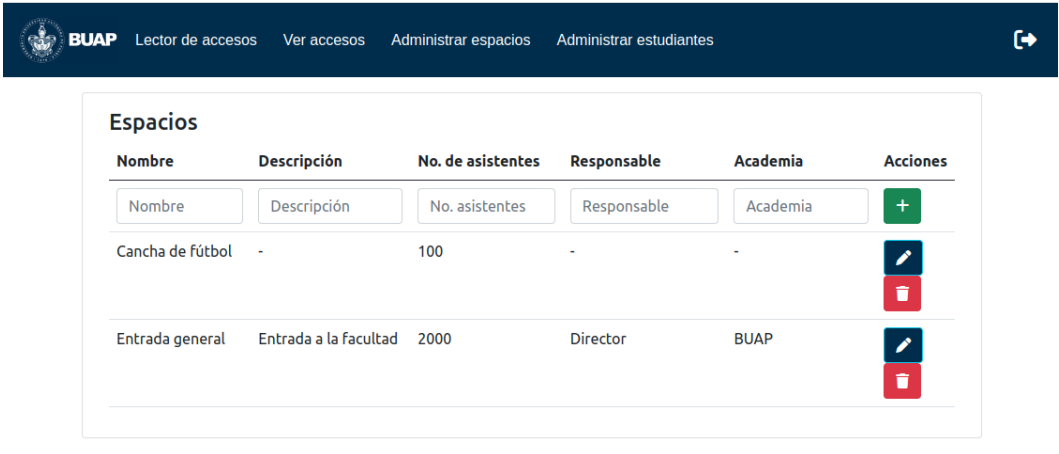 BUAP Lector de accesos Ver accesos Administrar espacios Administrar estudiantes
Espacios
Nombre Descripción No. de asistentes Responsable Academia Acciones
Nombre Descripción No. asistentes Responsable Academia +
Cancha de fútbol - 100 - -
Entrada general Entrada a la facultad 2000 Director BUAP